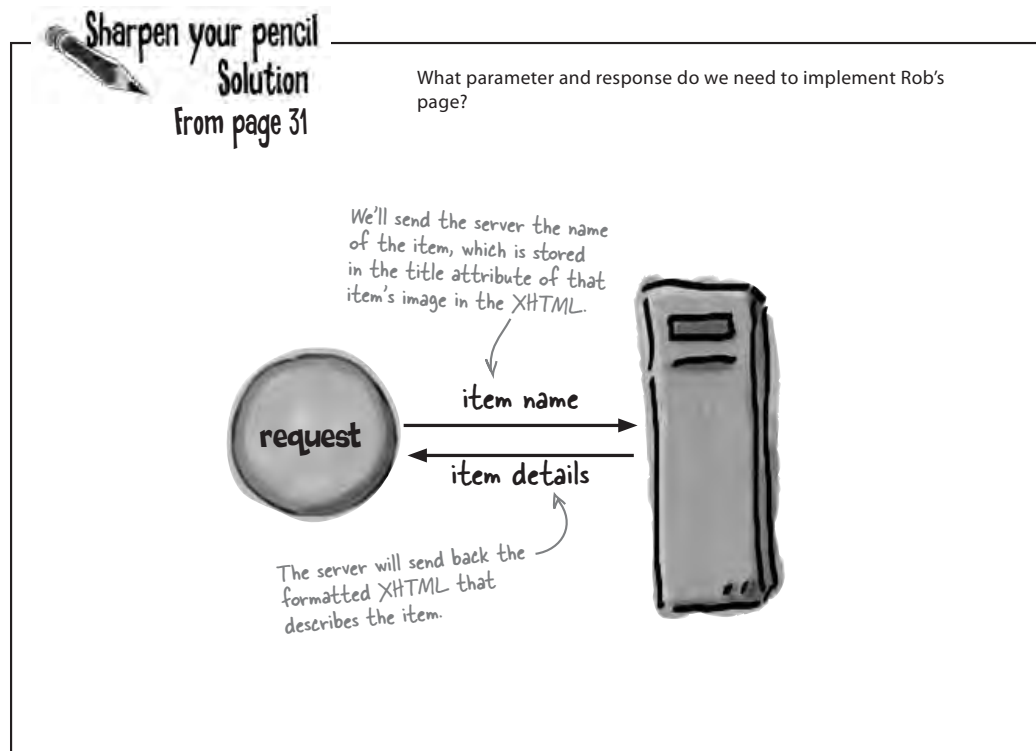 Sharpen your pencil
Solution
From page 31
What parameter and response do we need to implement Rob's
page?
We'll send the server the name
of the item, which is stored
in the title attribute of that
item's image in the XHTML.
item name
request
item details
The server will send back the
formatted XHTML that
describes the item.